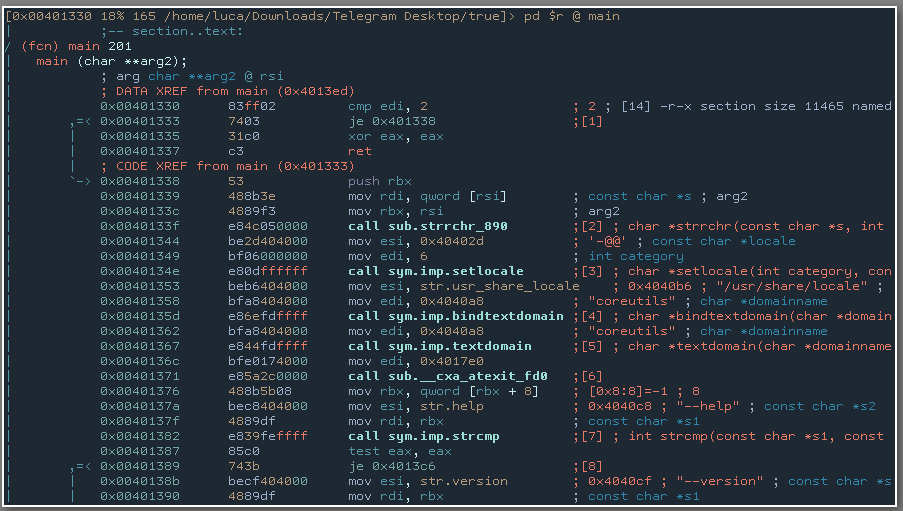 [0x00401330 18% 165 /home/luca/Downloads/Telegram Desktop/true]> pd $r @ main
|           ;-- section..text:
/ (fcn) main 201
|   main (char **arg2);
|           ; arg char **arg2 @ rsi
|           ; DATA XREF from main (0x4013ed)
|           0x00401330      83ff02         cmp edi, 2                  ; 2 ; [14] -r-x section size 11465 named
|       ,=< 0x00401333      7403           je 0x401338                 ;[1]
|       |   0x00401335      31c0           xor eax, eax
|       |   0x00401337      c3             ret
|       |   ; CODE XREF from main (0x401333)
|       `-> 0x00401338      53             push rbx
|           0x00401339      488b3e         mov rdi, qword [rsi]        ; const char *s ; arg2
|           0x0040133c      4889f3         mov rbx, rsi                ; arg2
|           0x0040133f      e84c050000     call sub.strrchr_890        ;[2] ; char *strrchr(const char *s, int
|           0x00401344      be2d404000     mov esi, 0x40402d           ; '-@@' ; const char *locale
|           0x00401349      bf06000000     mov edi, 6                  ; int category
|           0x0040134e      e80dffffff     call sym.imp.setlocale      ;[3] ; char *setlocale(int category, con
|           0x00401353      beb6404000     mov esi, str.usr_share_locale    ; 0x4040b6 ; "/usr/share/locale" ;
|           0x00401358      bfa8404000     mov edi, 0x4040a8           ; "coreutils" ; char *domainname
|           0x0040135d      e86efdffff     call sym.imp.bindtextdomain ;[4] ; char *bindtextdomain(char *domain
|           0x00401362      bfa8404000     mov edi, 0x4040a8           ; "coreutils" ; char *domainname
|           0x00401367      e844fdffff     call sym.imp.textdomain     ;[5] ; char *textdomain(char *domainname
|           0x0040136c      bfe0174000     mov edi, 0x4017e0
|           0x00401371      e85a2c0000     call sub.__cxa_atexit_fd0   ;[6]
|           0x00401376      488b5b08       mov rbx, qword [rbx + 8]    ; [0x8:8]=-1 ; 8
|           0x0040137a      bec8404000     mov esi, str.help           ; 0x4040c8 ; "--help" ; const char *s2
|           0x0040137f      4889df         mov rdi, rbx                ; const char *s1
|           0x00401382      e839feffff     call sym.imp.strcmp         ;[7] ; int strcmp(const char *s1, const
|           0x00401387      85c0           test eax, eax
|       ,=< 0x00401389      743b           je 0x4013c6                 ;[8]
|       |   0x0040138b      becf404000     mov esi, str.version        ; 0x4040cf ; "--version" ; const char *s
|       |   0x00401390      4889df         mov rdi, rbx                ; const char *s1